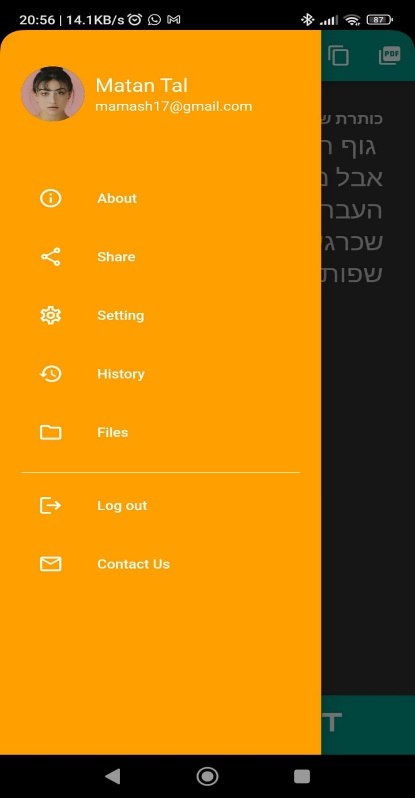 20:56 | 14.1KB/s
87
PDF
Matan Tal
mamash17@gmail.com
About
Share
Setting
History
Files
Log out
Contact Us
כותרת
גוף
אבל
העבר
שכרג
שפות
T